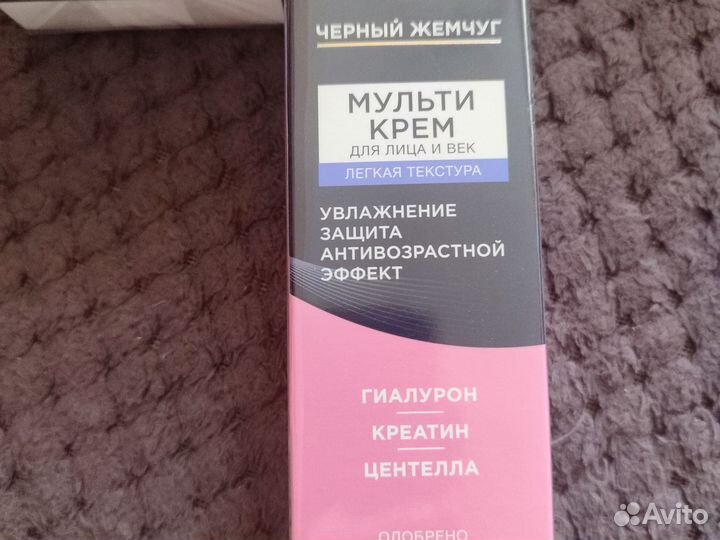 ЧЕРНЫЙ ЖЕМЧУГ
МУЛЬТИ
КРЕМ
ДЛЯ ЛИЦА И ВЕК
ЛЕГКАЯ ТЕКСТУРА
УВЛАЖНЕНИЕ
ЗАЩИТА
АНТИВОЗРАСТНОЙ
ЭФФЕКТ
ГИАЛУРОН
КРЕАТИН
ЦЕНТЕЛЛА
ОДОБРЕНО
Avito